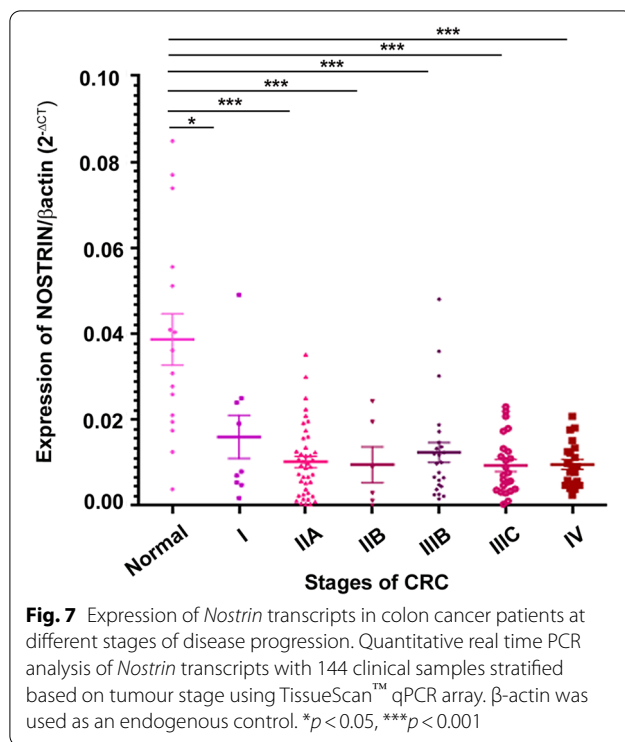 ***
***
***
***
***
*
Expression of NOSTRIN/βactin (2-ΔCT)
0.10
0.08
0.06
0.04
0.02
0.00
Normal I IIA IIB IIIB IIIC IV
Stages of CRC
Fig. 7 Expression of Nostrin transcripts in colon cancer patients at
different stages of disease progression. Quantitative real time PCR
analysis of Nostrin transcripts with 144 clinical samples stratified
based on tumour stage using TissueScan™ qPCR array. β-actin was
used as an endogenous control. *p < 0.05, ***p < 0.001